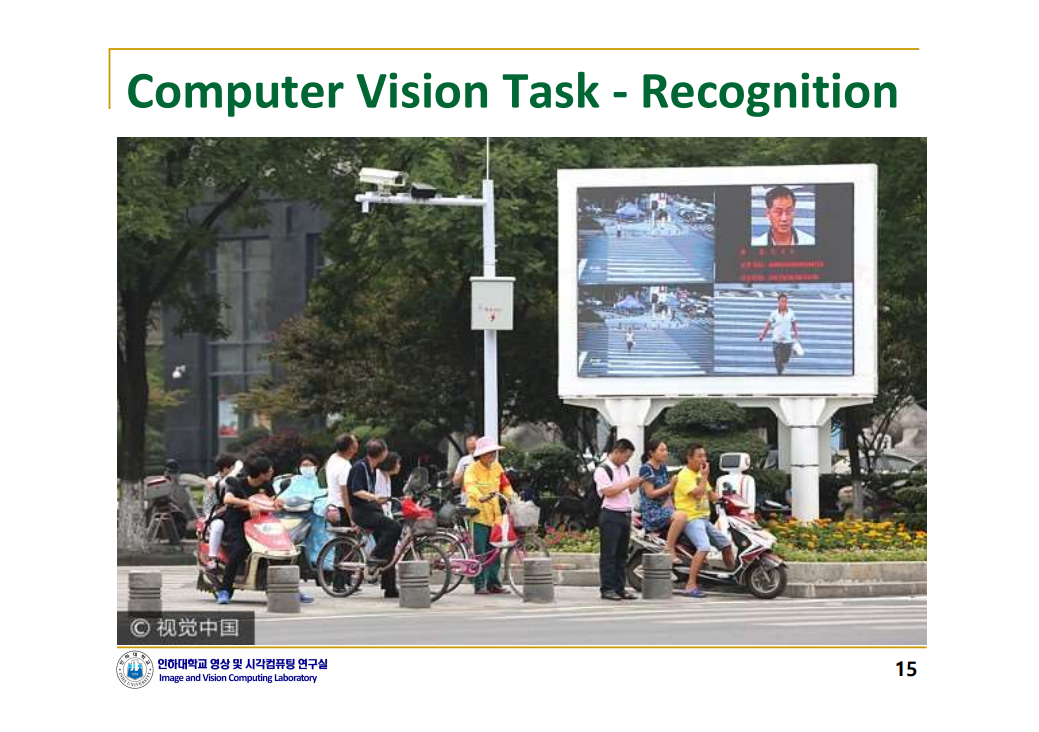 Computer Vision Task - Recognition
© 视觉中国
인하대학교 영상 및 시각컴퓨팅 연구실
Image and Vision Computing Laboratory
15